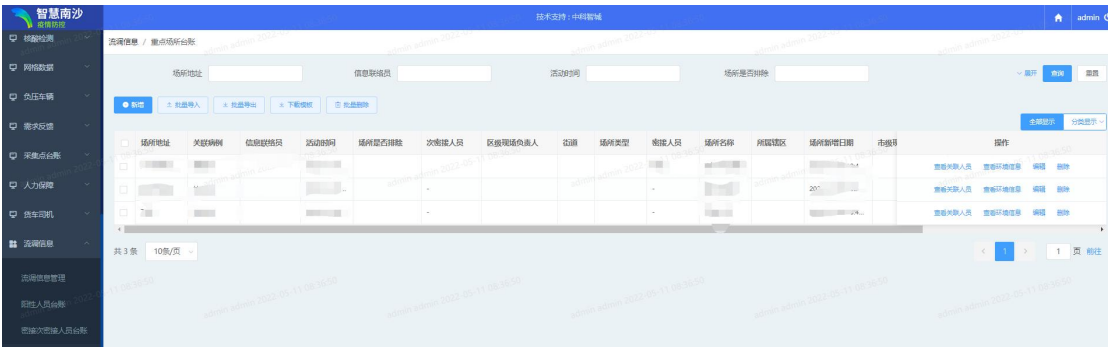 智慧南沙
疫情防控
技术支持：中科智城
admin
核酸检测
网格数据
负压车辆
需求反馈
采集点台账
人力保障
货车司机
流调信息
流调信息管理
阳性人员台账
密接次密接人员台账
流调信息 / 重点场所台账
场所地址 信息联络员 活动时间 场所是否排除 展开 查询 重置
新增 批量导入 批量导出 下载模板 批量删除
全部显示 分类显示
场所地址 关联病例 信息联络员 活动时间 场所是否排除 次密接人员 区级现场负责人 街道 场所类型 密接人员 场所名称 所属辖区 场所新增日期 市级 操作
查看关联人员 查看环境信息 编辑 删除
- - 查看关联人员 查看环境信息 编辑 删除
- - 查看关联人员 查看环境信息 编辑 删除
共 3 条 10条/页 1 1 页 前往